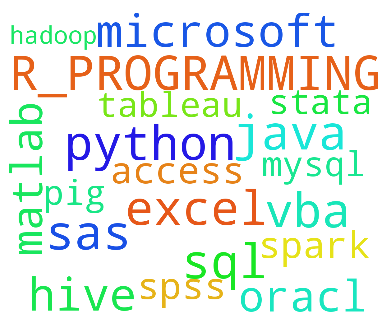 hadoop microsoft
R_PROGRAMMING
tableau stata
matlab python java
access mysql
pig excel vba
sas sql spark
hive spss oracl